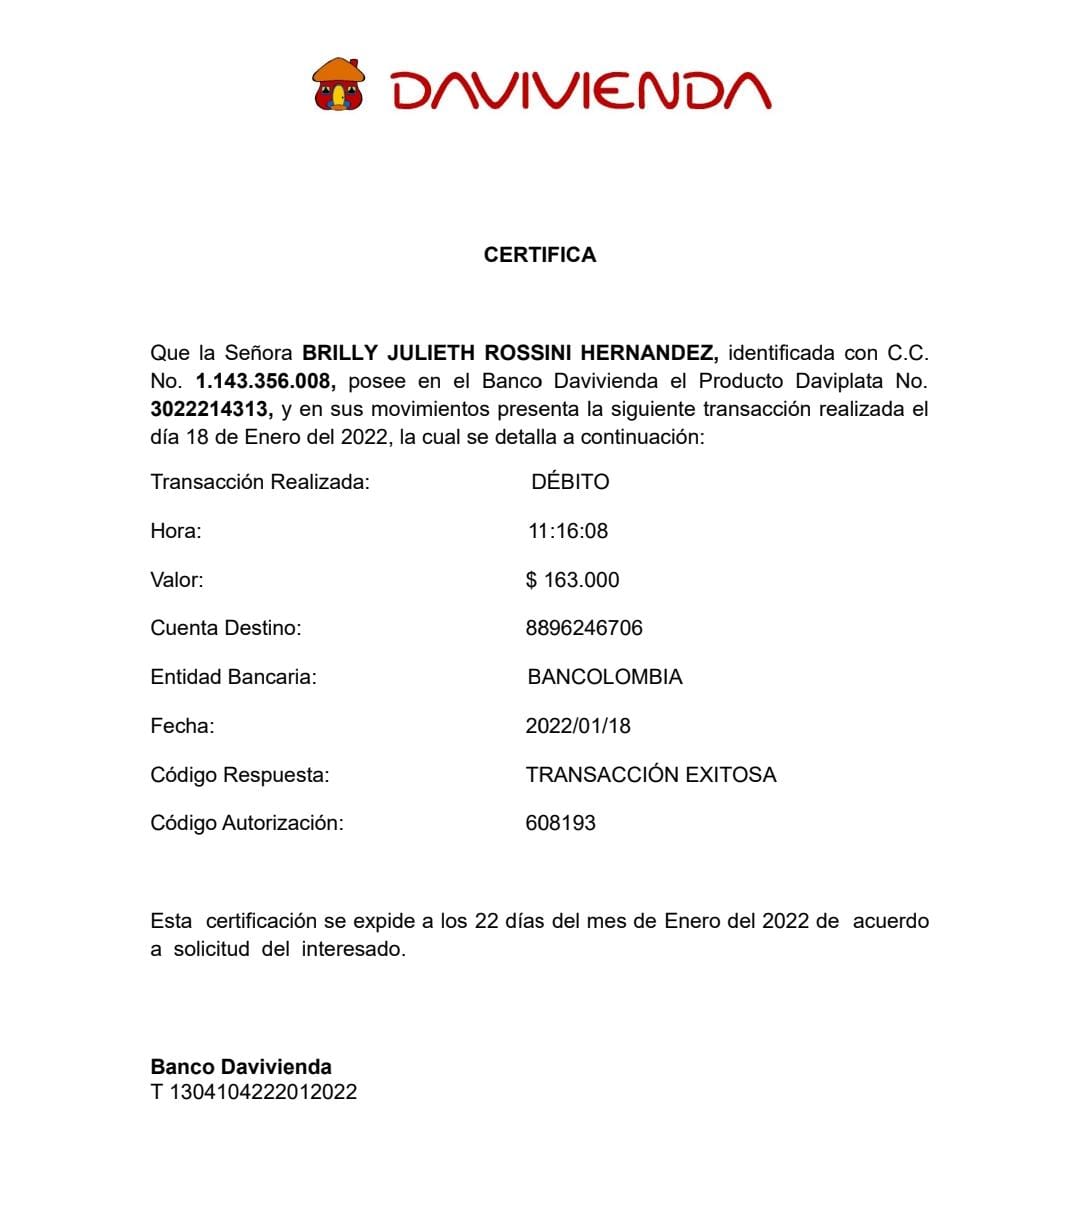 DAVIVIENDA
CERTIFICA
Que la Señora BRILLY JULIETH ROSSINI HERNANDEZ, identificada con C.C.
No. 1.143.356.008, posee en el Banco Davivienda el Producto Daviplata No.
3022214313, y en sus movimientos presenta la siguiente transacción realizada el
día 18 de Enero del 2022, la cual se detalla a continuación:
Transacción Realizada: DÉBITO
Hora: 11:16:08
Valor: $ 163.000
Cuenta Destino: 8896246706
Entidad Bancaria: BANCOLOMBIA
Fecha: 2022/01/18
Código Respuesta: TRANSACCIÓN EXITOSA
Código Autorización: 608193
Esta certificación se expide a los 22 días del mes de Enero del 2022 de acuerdo
a solicitud del interesado.
Banco Davivienda
T 1304104222012022